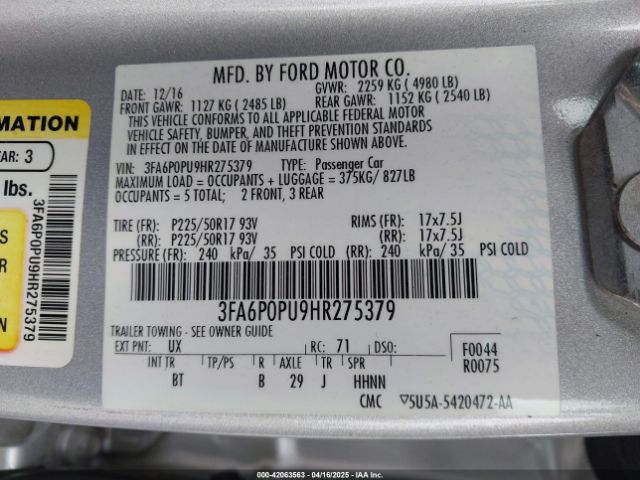 MFD. BY FORD MOTOR CO.
DATE: 12/16 GVWR: 2259 KG ( 4980 LB)
FRONT GAWR: 1127 KG ( 2485 LB) REAR GAWR: 1152 KG ( 2540 LB)
THIS VEHICLE CONFORMS TO ALL APPLICABLE FEDERAL MOTOR
VEHICLE SAFETY, BUMPER, AND THEFT PREVENTION STANDARDS
IN EFFECT ON THE DATE OF MANUFACTURE SHOWN ABOVE.
VIN: 3FA6P0PU9HR275379 TYPE: Passenger Car
MAXIMUM LOAD = OCCUPANTS + LUGGAGE = 375KG/ 827LB
OCCUPANTS = 5 TOTAL; 2 FRONT, 3 REAR
TIRE (FR): P225/50R17 93V RIMS (FR): 17x7.5J
(RR): P225/50R17 93V (RR): 17x7.5J
PRESSURE (FR): 240 kPa/ 35 PSI COLD (RR): 240 kPa/ 35 PSI COLD
3FA6P0PU9HR275379
TRAILER TOWING - SEE OWNER GUIDE
EXT PNT: UX RC: 71 DSO: F0044
INT TR TP/PS R AXLE TR SPR R0075
BT B 29 J HHNN
CMC ▽5U5A-5420472-AA
MATION
AR: 3
lbs.
S
R
N
3FA6P0PU9HR275379
000-42063563 - 04/16/2025 - IAAI.COM